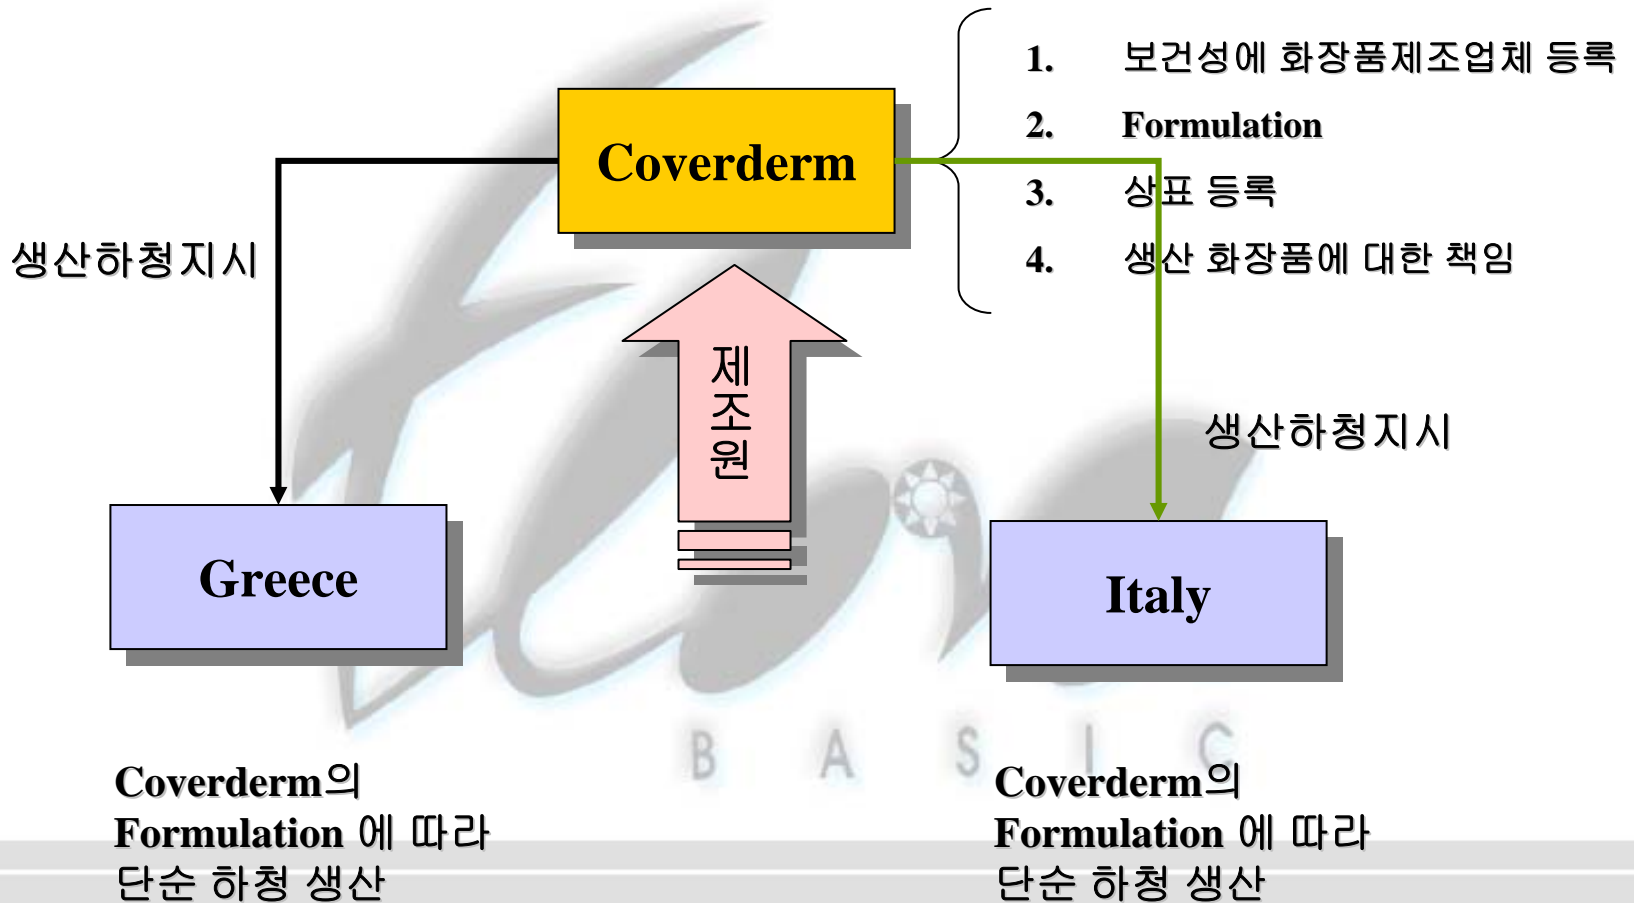 1. 보건성에 화장품제조업체 등록
2. Formulation
3. 상표 등록
4. 생산 화장품에 대한 책임
Coverderm
생산하청지시
제
조
원
생산하청지시
Greece
Italy
B A S I C
Coverderm의
Formulation 에 따라
단순 하청 생산
Coverderm의
Formulation 에 따라
단순 하청 생산